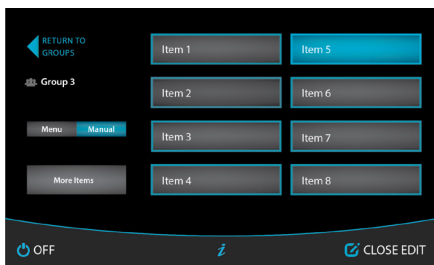 RETURN TO
GROUPS
Group 3
Menu Manual
More Items
Item 1
Item 5
Item 2
Item 6
Item 3
Item 7
Item 4
Item 8
OFF
i
CLOSE EDIT